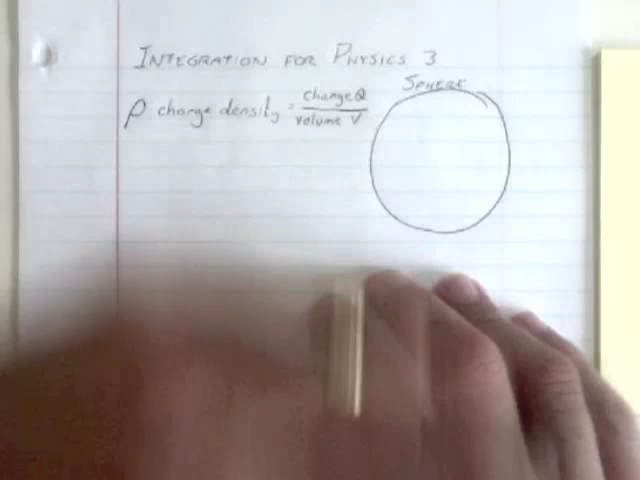 INTEGRATION FOR PHYSICS 3
SPHERE
ρ charge density = charge Q / volume V